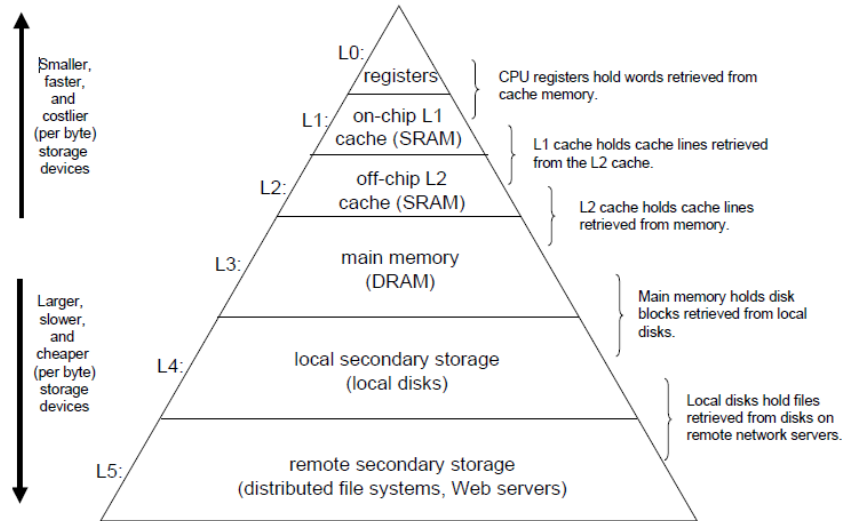 Smaller,
faster,
and
costlier
(per byte)
storage
devices
Larger,
slower,
and
cheaper
(per byte)
storage
devices
L0:
registers
L1:
on-chip L1
cache (SRAM)
L2:
off-chip L2
cache (SRAM)
L3:
main memory
(DRAM)
L4:
local secondary storage
(local disks)
L5:
remote secondary storage
(distributed file systems, Web servers)
CPU registers hold words retrieved from
cache memory.
L1 cache holds cache lines retrieved
from the L2 cache.
L2 cache holds cache lines
retrieved from memory.
Main memory holds disk
blocks retrieved from local
disks.
Local disks hold files
retrieved from disks on
remote network servers.